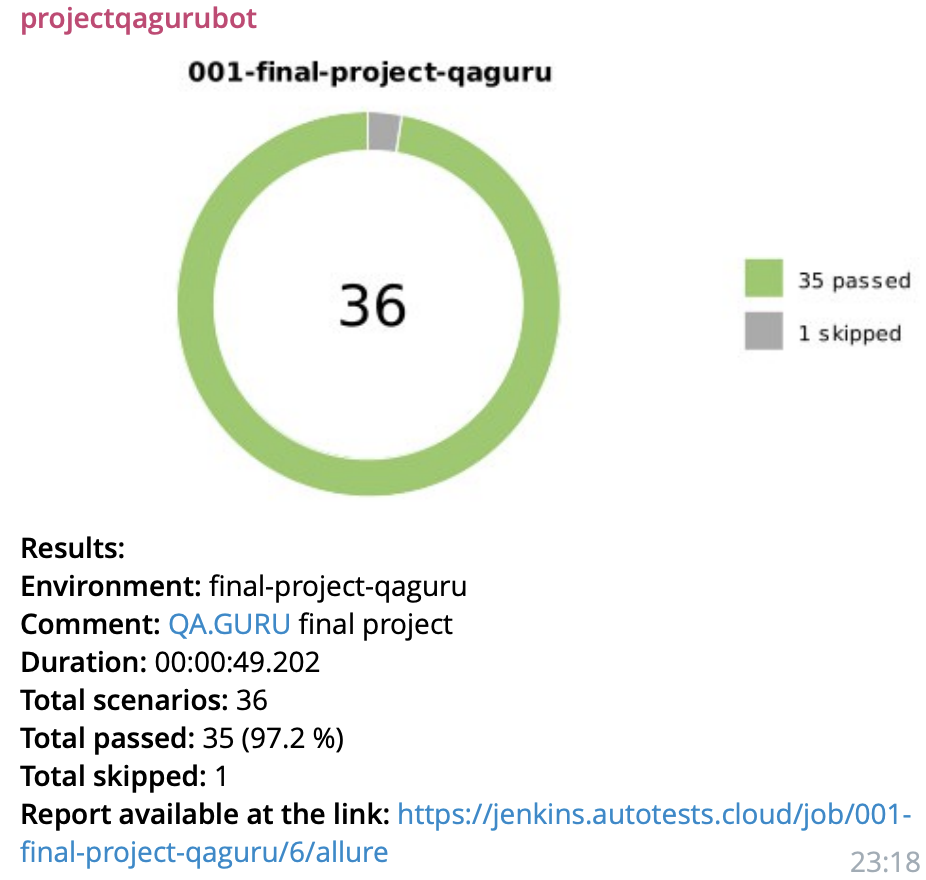 projectqagurubot
001-final-project-qaguru
36
35 passed
1 skipped
Results:
Environment: final-project-qaguru
Comment: QA.GURU final project
Duration: 00:00:49.202
Total scenarios: 36
Total passed: 35 (97.2 %)
Total skipped: 1
Report available at the link: https://jenkins.autotests.cloud/job/001-
final-project-qaguru/6/allure
23:18